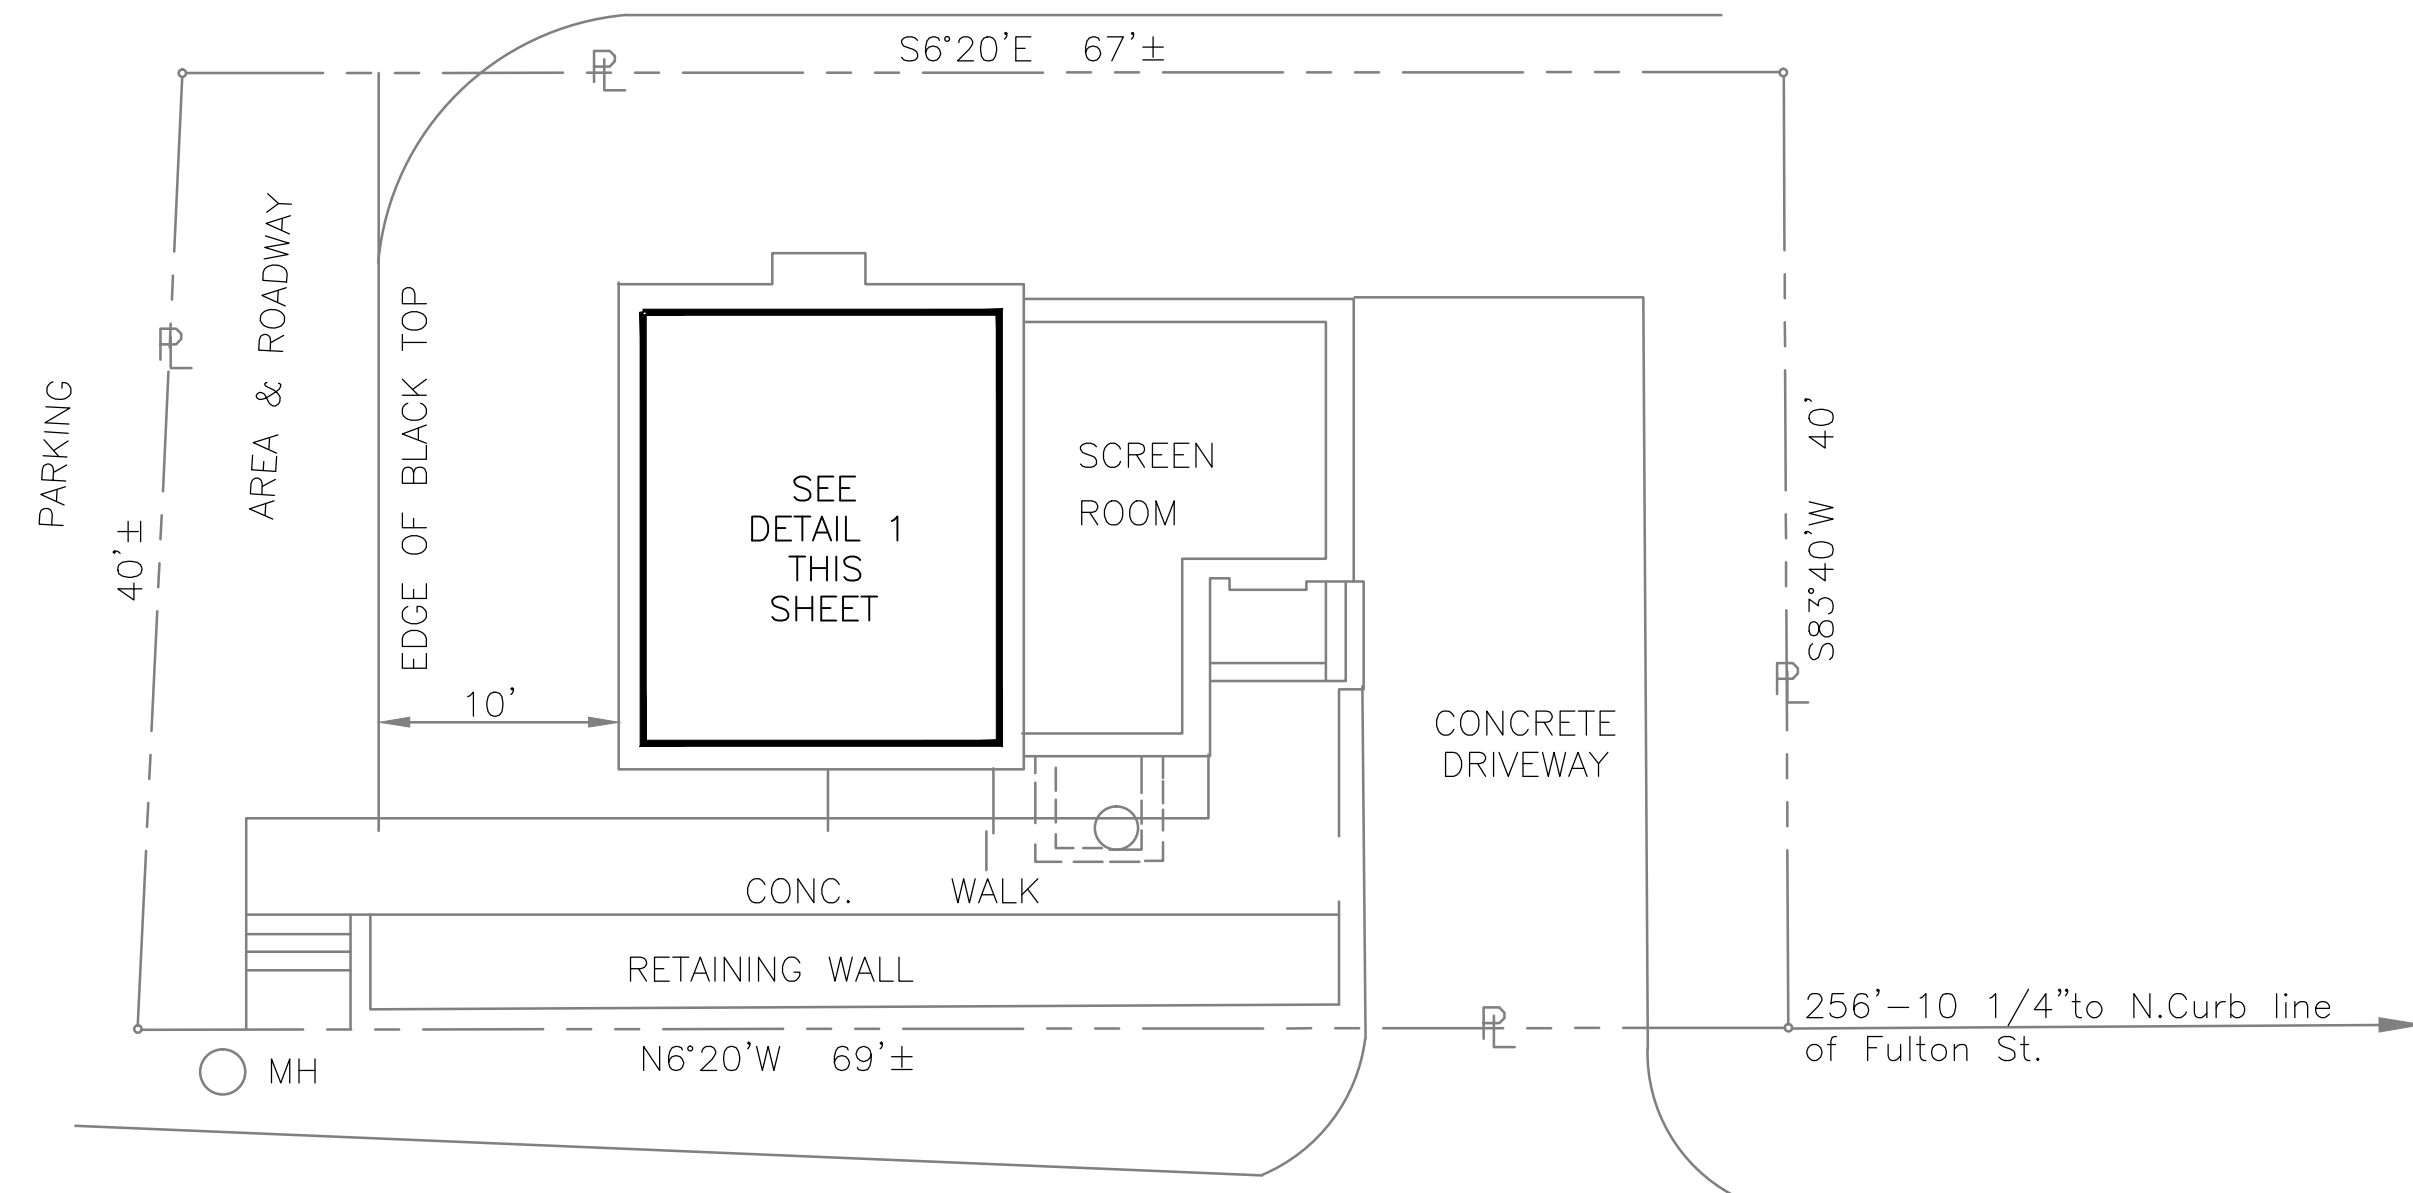 S6°20'E 67'±
PL
PL
PARKING
AREA & ROADWAY
EDGE OF BLACK TOP
40'±
10'
SEE
DETAIL 1
THIS
SHEET
SCREEN
ROOM
CONCRETE
DRIVEWAY
S83°40'W 40'
PL
CONC. WALK
RETAINING WALL
PL
N6°20'W 69'±
MH
256'-10 1/4"to N.Curb line
of Fulton St.